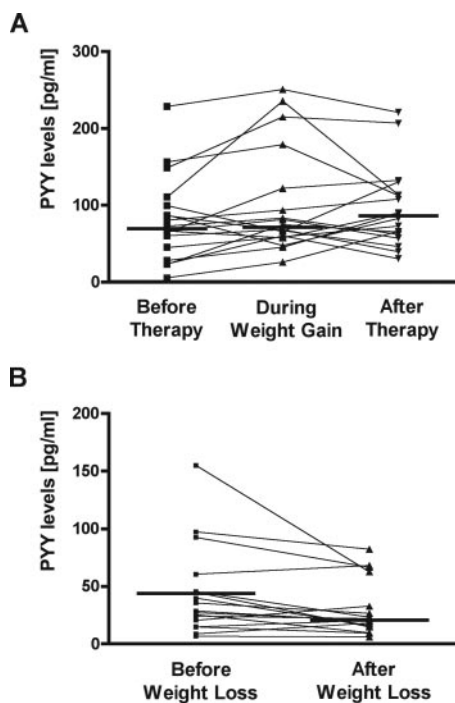 A
PYY levels [pg/ml]
300
200
100
0
Before
Therapy
During
Weight Gain
After
Therapy
B
PYY levels [pg/ml]
200
150
100
50
0
Before
Weight Loss
After
Weight Loss